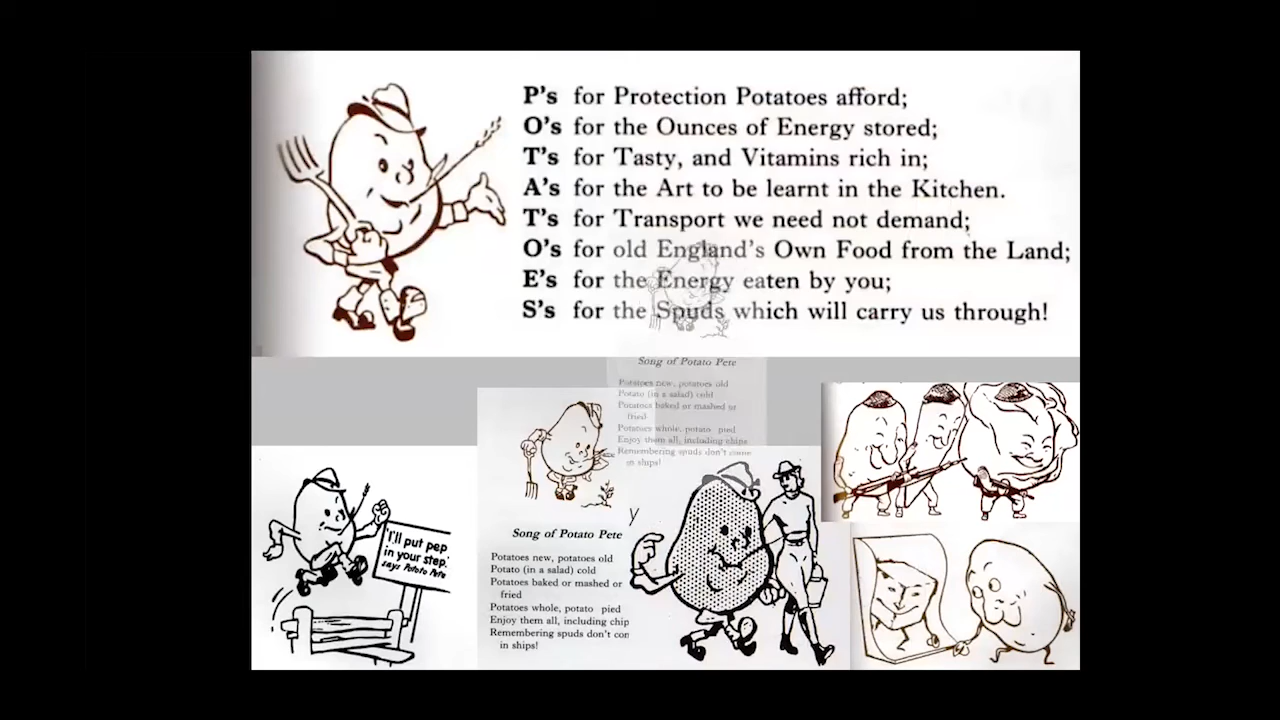 P's for Protection Potatoes afford;
O's for the Ounces of Energy stored;
T's for Tasty, and Vitamins rich in;
A's for the Art to be learnt in the Kitchen.
T's for Transport we need not demand;
O's for old England's Own Food from the Land;
E's for the Energy eaten by you;
S's for the Spuds which will carry us through!
Song of Potato Pete
Potatoes new, potatoes old
Potato (in a salad) cold
Potatoes baked or mashed or
fried
Potatoes whole, potato pied
Enjoy them all, including chips
Remembering spuds don't come
in ships!
'I'll put pep
in your step'
says Potato Pete
Song of Potato Pete
Potatoes new, potatoes old
Potato (in a salad) cold
Potatoes baked or mashed or
fried
Potatoes whole, potato pied
Enjoy them all, including chip
Remembering spuds don't con
in ships!
y